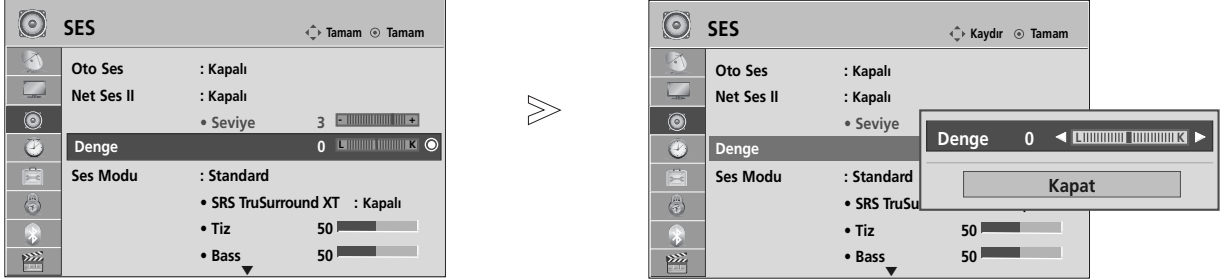 SES
Tamam ⊙ Tamam
Oto Ses : Kapalı
Net Ses II : Kapalı
• Seviye 3 - +
Denge 0 L K
Ses Modu : Standard
• SRS TruSurround XT : Kapalı
• Tiz 50
• Bass 50
>
SES
Kaydır ⊙ Tamam
Oto Ses : Kapalı
Net Ses II : Kapalı
• Seviye
Denge
Ses Modu : Standard
• SRS TruSu
• Tiz 50
• Bass 50
Denge 0 ◄ L K ►
Kapat